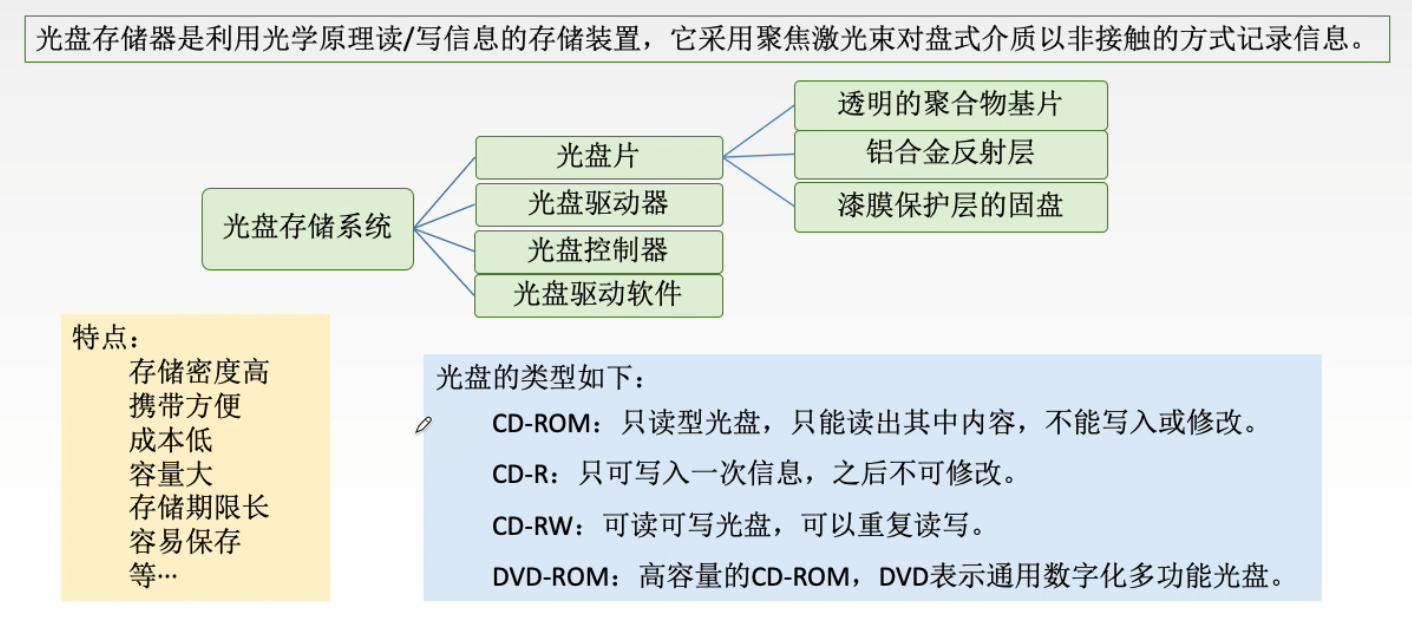 光盘存储器是利用光学原理读/写信息的存储装置，它采用聚焦激光束对盘式介质以非接触的方式记录信息。
光盘存储系统
光盘片
光盘驱动器
光盘控制器
光盘驱动软件
透明的聚合物基片
铝合金反射层
漆膜保护层的固盘
特点：
存储密度高
携带方便
成本低
容量大
存储期限长
容易保存
等…
光盘的类型如下：
CD-ROM：只读型光盘，只能读出其中内容，不能写入或修改。
CD-R：只可写入一次信息，之后不可修改。
CD-RW：可读可写光盘，可以重复读写。
DVD-ROM：高容量的CD-ROM，DVD表示通用数字化多功能光盘。